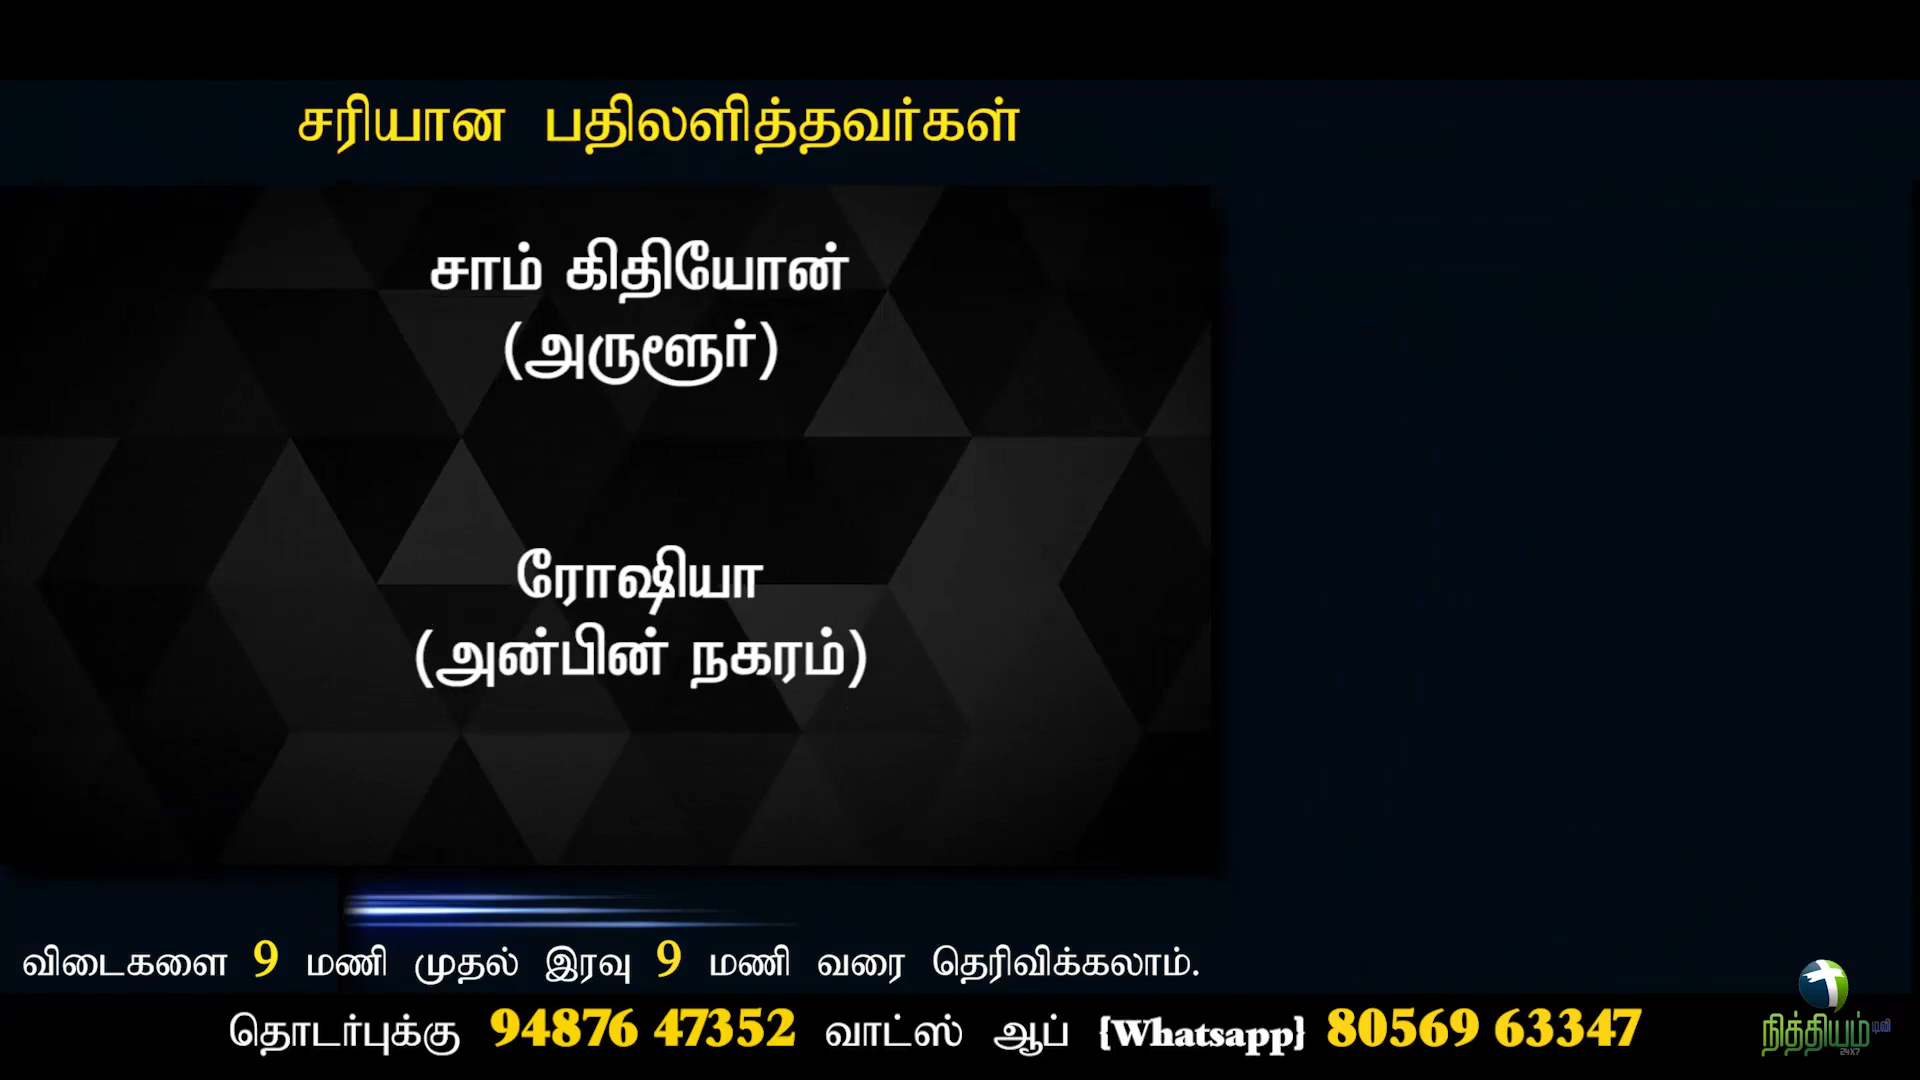 சரியான பதிலளித்தவர்கள்
சாம் கிதியோன்
(அருளூர்)
ரோஷியா
(அன்பின் நகரம்)
விடைகளை 9 மணி முதல் இரவு 9 மணி வரை தெரிவிக்கலாம்.
தொடர்புக்கு 94876 47352 வாட்ஸ் ஆப் {Whatsapp} 80569 63347
நித்தியம் டிவி
24X7